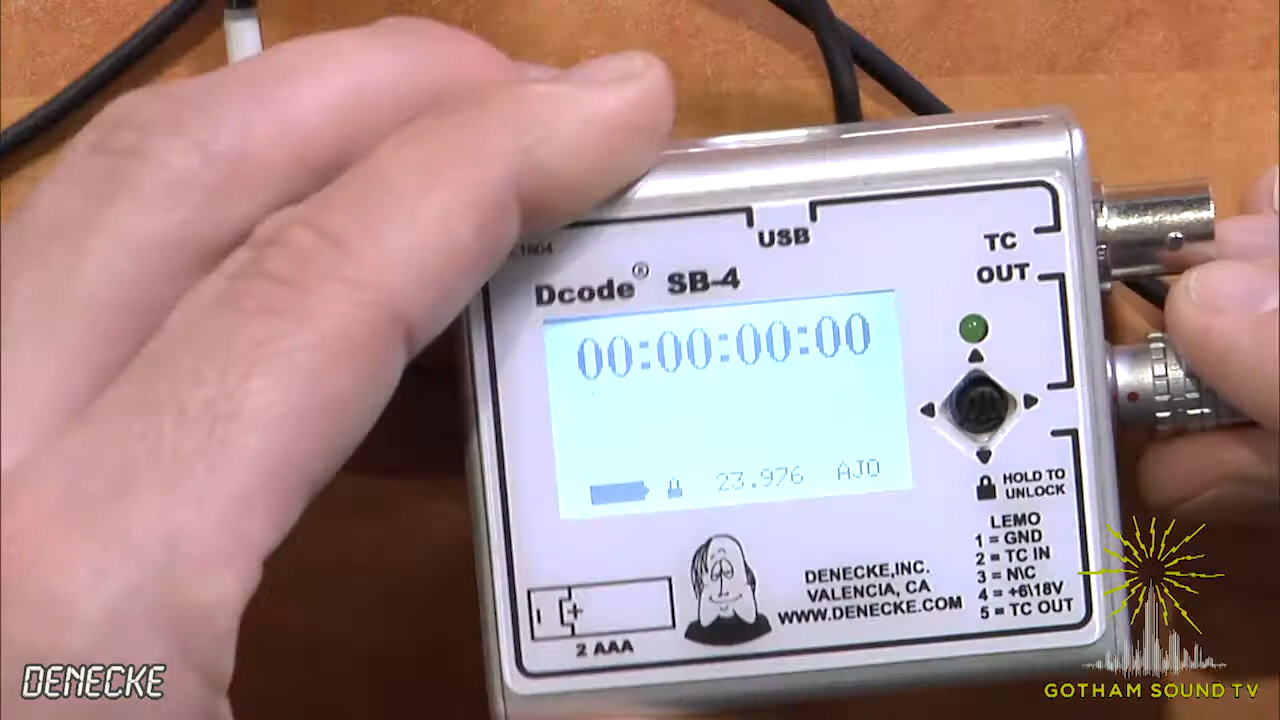 1804
USB
TC
OUT
Dcode® SB-4
00:00:00:00
23.976 AJO
HOLD TO
UNLOCK
LEMO
1 = GND
2 = TC IN
3 = N\C
4 = +6\18V
5 = TC OUT
DENECKE,INC.
VALENCIA, CA
WWW.DENECKE.COM
- +
2 AAA
DENECKE
GOTHAM SOUND TV